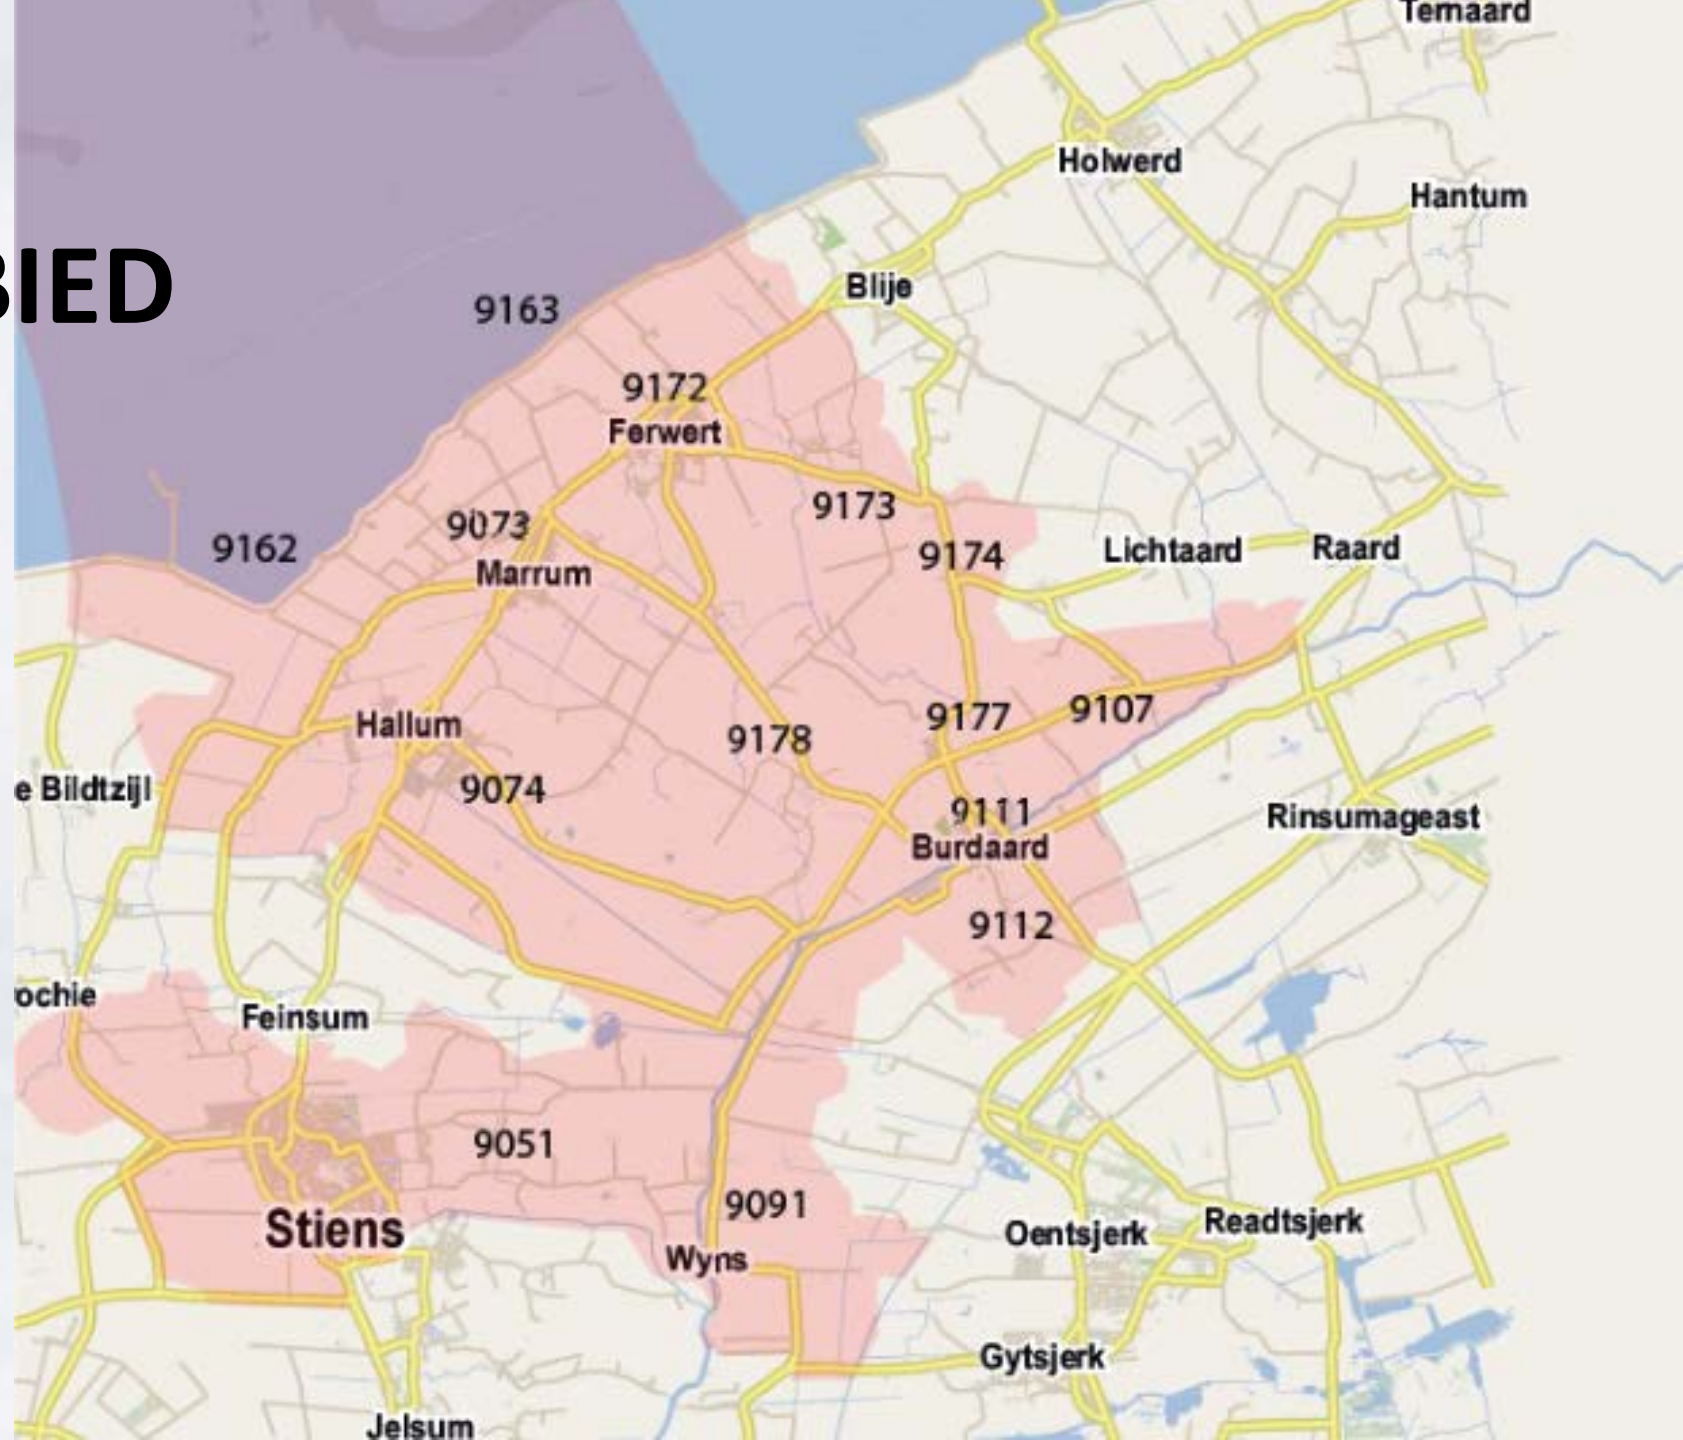 Ternaard
Holwerd
Hantum
BIED
Blije
9163
9172
Ferwert
9173
9073
9162
9174
Lichtaard
Raard
Marrum
Hallum
9178
9177
9107
9074
e Bildtzijl
9111
Burdaard
Rinsumageast
9112
ochie
Feinsum
9051
9091
Stiens
Wyns
Oentsjerk
Readtsjerk
Gytsjerk
Jelsum